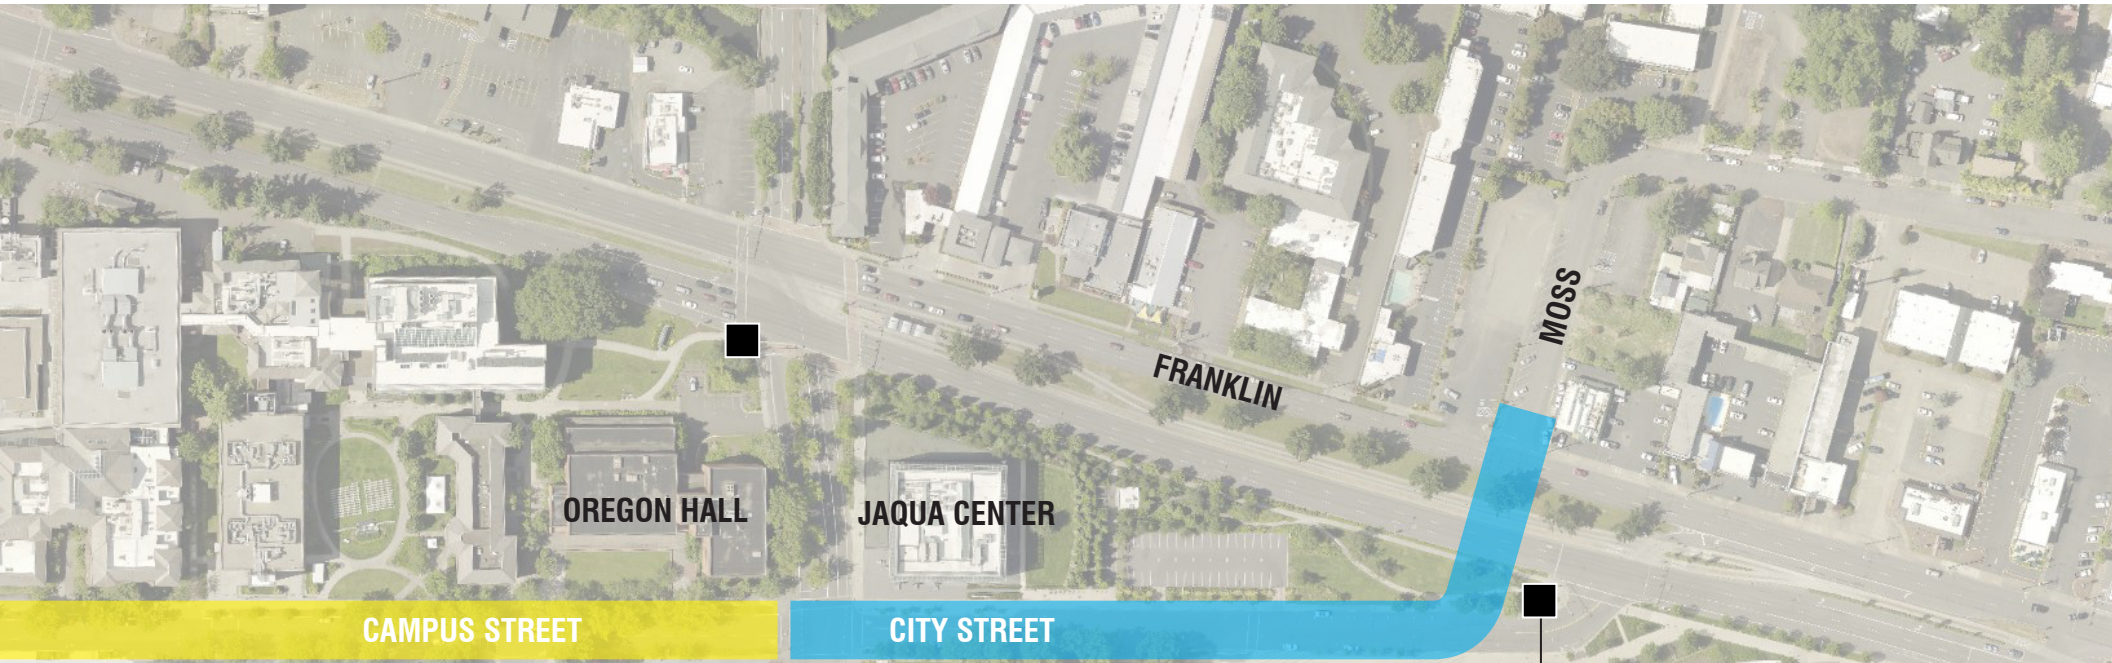 MOSS
FRANKLIN
OREGON HALL
JAQUA CENTER
CAMPUS STREET
CITY STREET